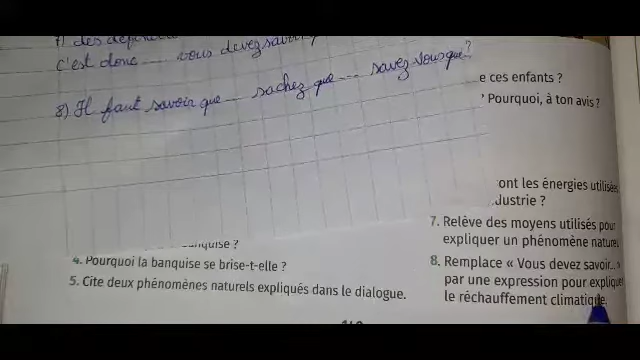 7) des
c'est donc ... vous devez savoir
8) Il faut savoir que ... sachez que ... savez-vous que ?
e ces enfants ?
Pourquoi, à ton avis ?
ont les énergies utilisées
dustrie ?
7. Relève des moyens utilisés pour
expliquer un phénomène naturel
8. Remplace « Vous devez savoir... »
par une expression pour expliquer
le réchauffement climatique.
nquise ?
4. Pourquoi la banquise se brise-t-elle ?
5. Cite deux phénomènes naturels expliqués dans le dialogue.